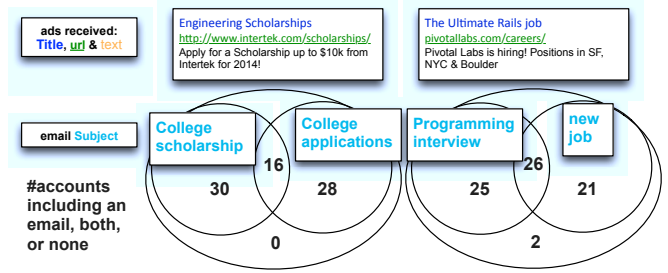 ads received:
Title, url & text
Engineering Scholarships
http://www.intertek.com/scholarships/
Apply for a Scholarship up to $10k from
Intertek for 2014!
The Ultimate Rails job
pivotallabs.com/careers/
Pivotal Labs is hiring! Positions in SF,
NYC & Boulder
email Subject
College
scholarship
College
applications
Programming
interview
new
job
#accounts
including an
email, both,
or none
30
16
28
0
25
26
21
2